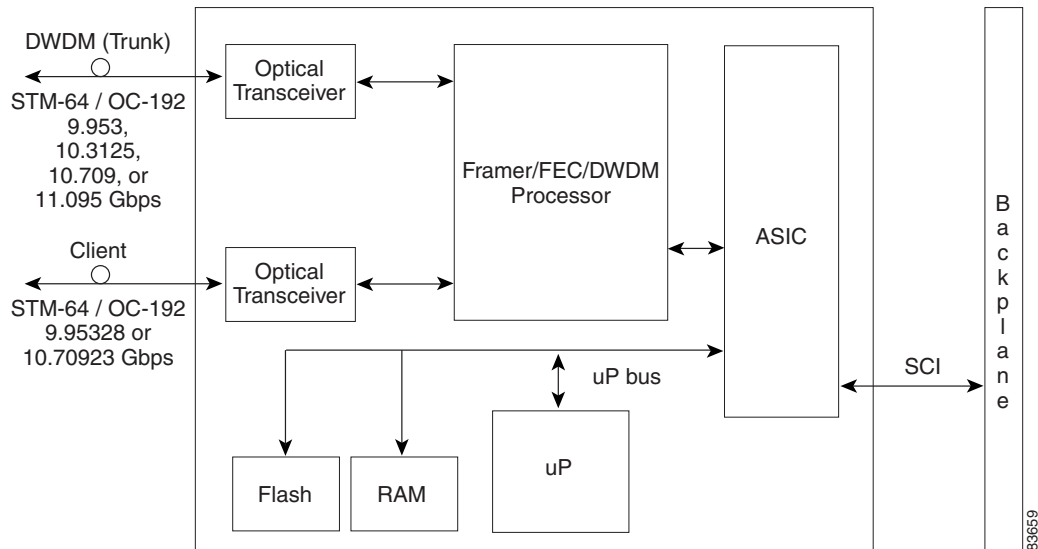 DWDM (Trunk)
STM-64 / OC-192
9.953,
10.3125,
10.709, or
11.095 Gbps
Optical
Transceiver
Framer/FEC/DWDM
Processor
ASIC
Client
STM-64 / OC-192
9.95328 or
10.70923 Gbps
Optical
Transceiver
uP bus
SCI
Backplane
Flash
RAM
uP
83659